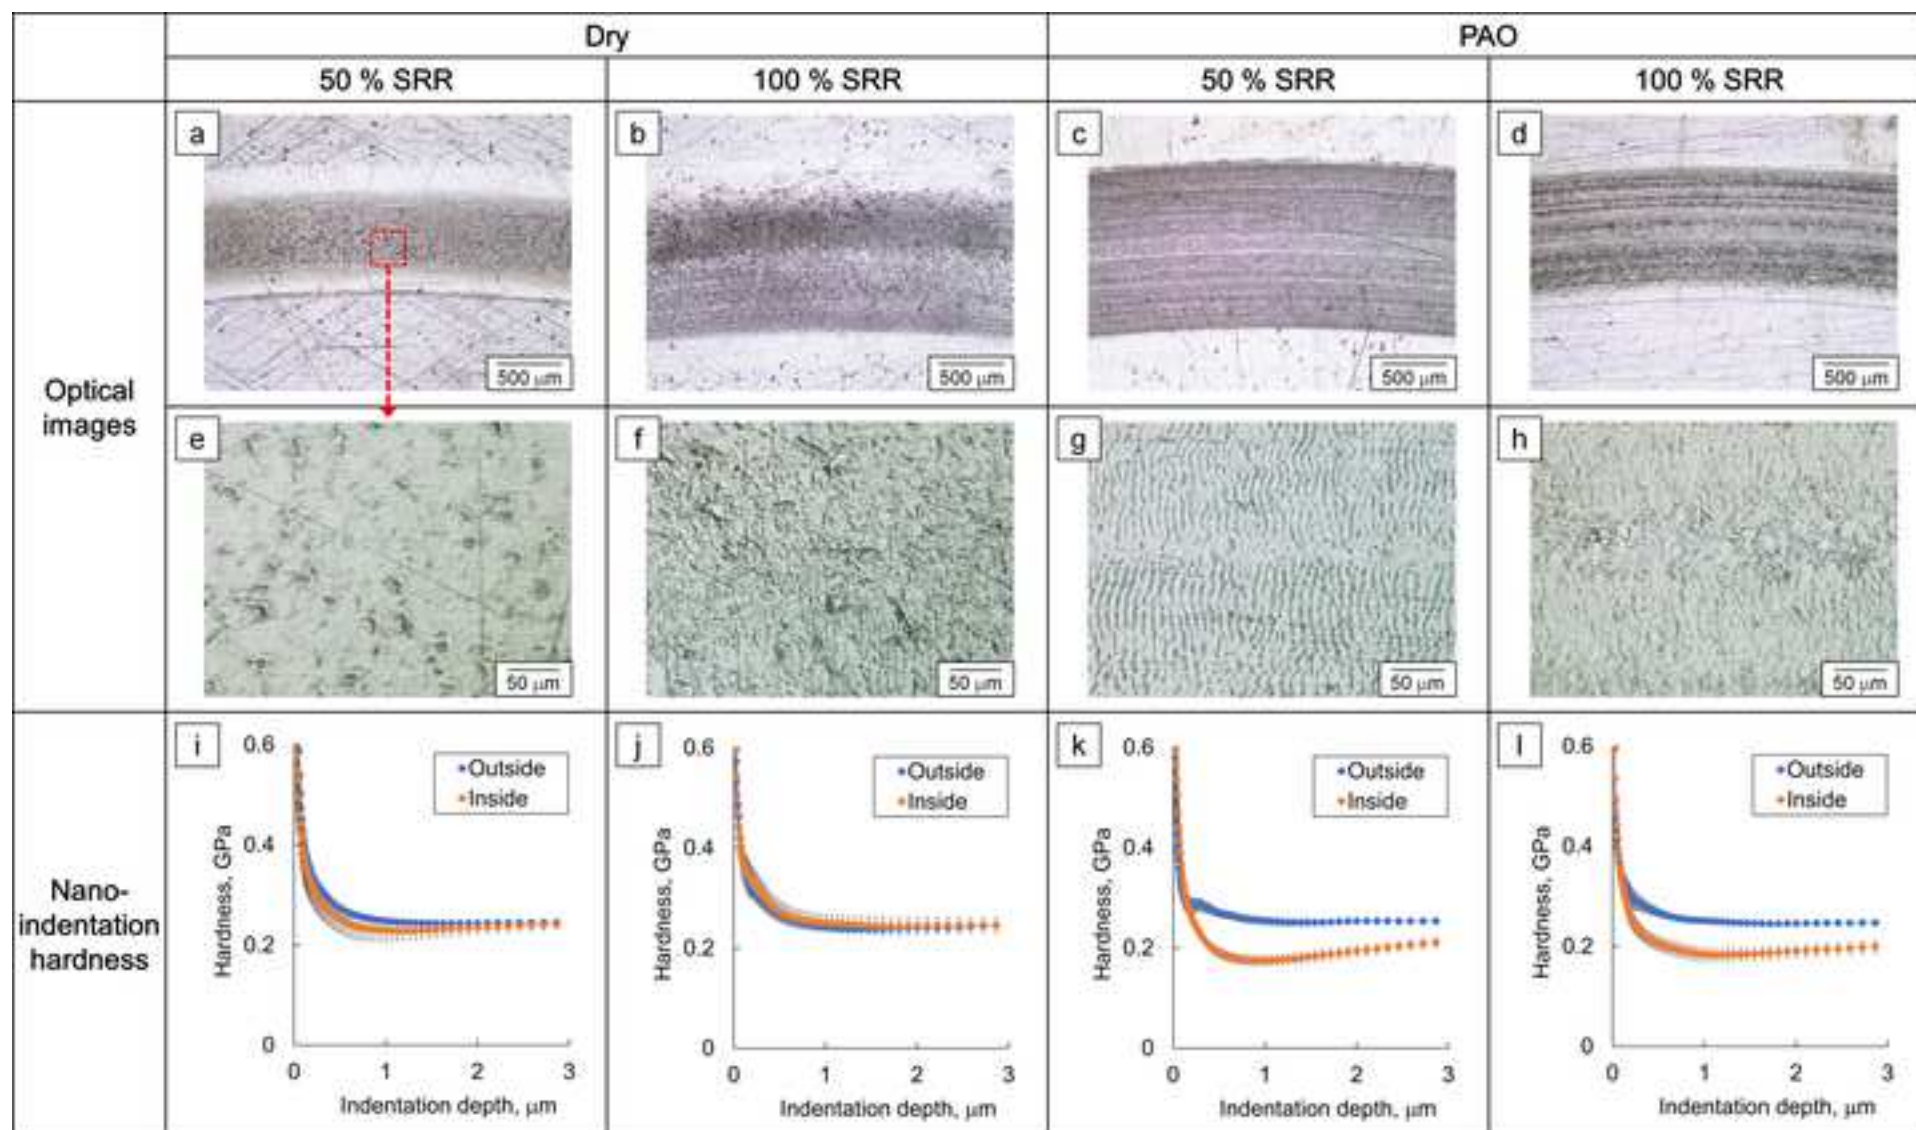 Dry
PAO
50 % SRR
100 % SRR
50 % SRR
100 % SRR
Optical
images
a
500 μm
b
500 μm
c
500 μm
d
500 μm
e
50 μm
f
50 μm
g
50 μm
h
50 μm
Nano-
indentation
hardness
i
Hardness, GPa
0.6
0.4
0.2
0
0 1 2 3
Indentation depth, μm
Outside
Inside
j
Hardness, GPa
0.6
0.4
0.2
0
0 1 2 3
Indentation depth, μm
Outside
Inside
k
Hardness, GPa
0.6
0.4
0.2
0
0 1 2 3
Indentation depth, μm
Outside
Inside
l
Hardness, GPa
0.6
0.4
0.2
0
0 1 2 3
Indentation depth, μm
Outside
Inside